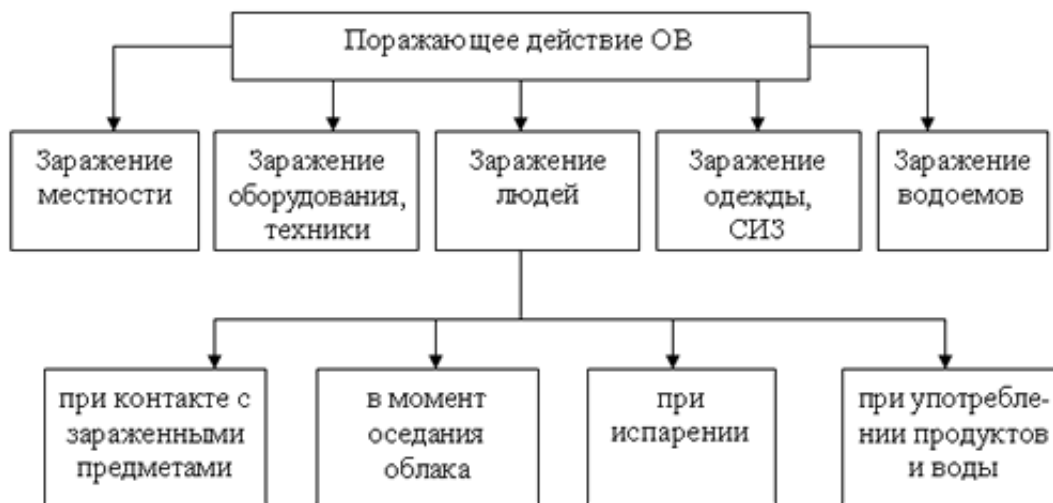 Поражающее действие ОВ
Заражение
местности
Заражение
оборудования,
техники
Заражение
людей
Заражение
одежды,
СИЗ
Заражение
водоемов
при контакте с
зараженными
предметами
в момент
оседания
облака
при
испарении
при употребле-
нии продуктов
и воды